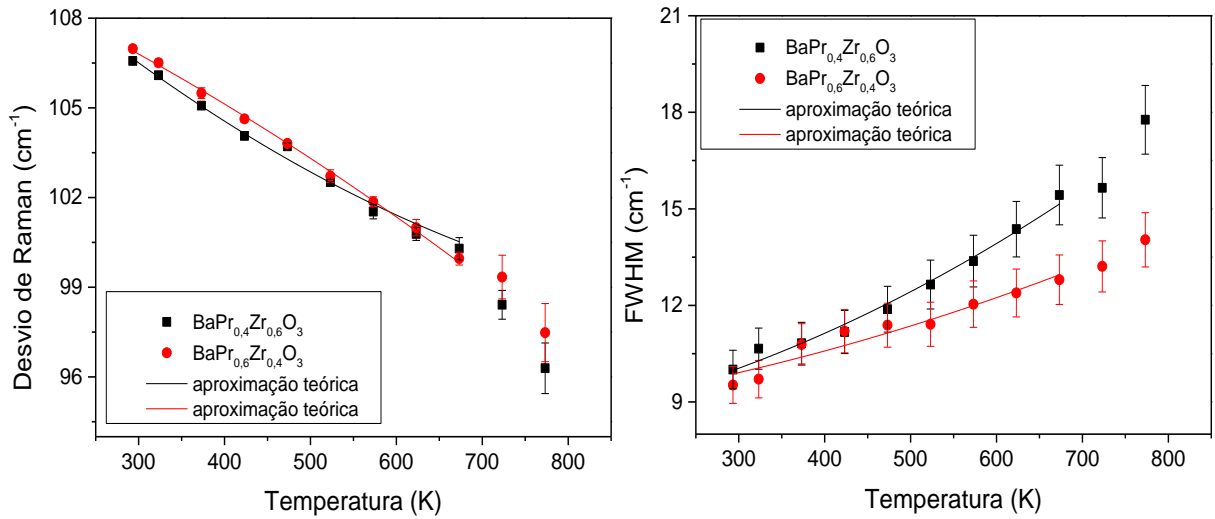 108
105
102
99
96
Desvio de Raman (cm⁻¹)
BaPr₀,₄Zr₀,₆O₃
BaPr₀,₆Zr₀,₄O₃
aproximação teórica
aproximação teórica
300 400 500 600 700 800
Temperatura (K)
21
18
15
12
9
FWHM (cm⁻¹)
BaPr₀,₄Zr₀,₆O₃
BaPr₀,₆Zr₀,₄O₃
aproximação teórica
aproximação teórica
300 400 500 600 700 800
Temperatura (K)